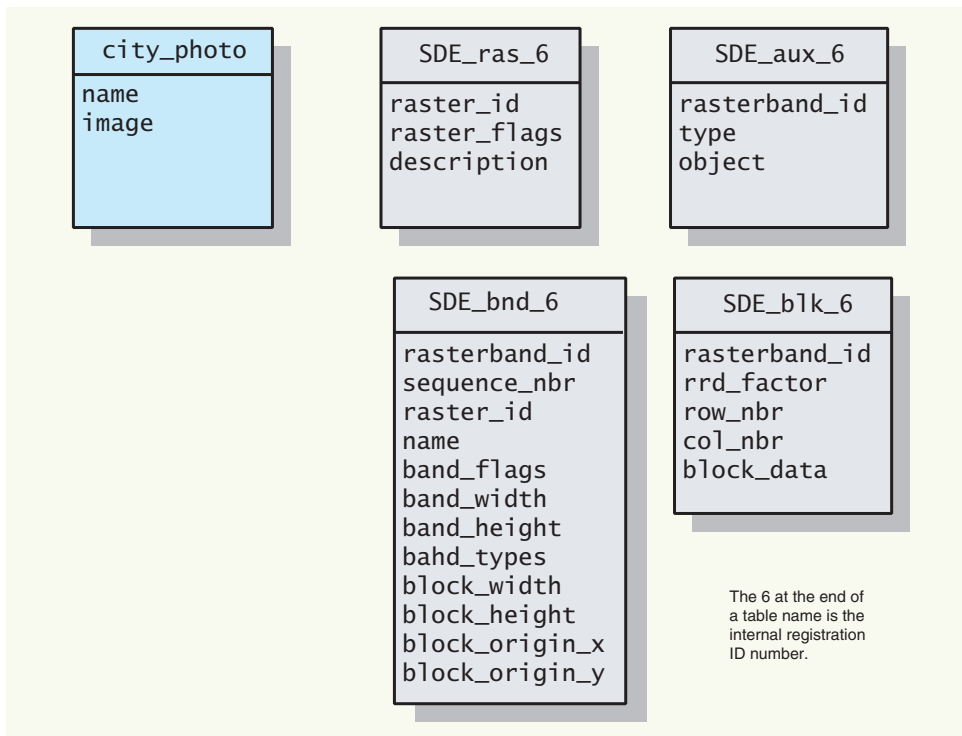 city_photo
name
image
SDE_ras_6
raster_id
raster_flags
description
SDE_aux_6
rasterband_id
type
object
SDE_bnd_6
rasterband_id
sequence_nbr
raster_id
name
band_flags
band_width
band_height
bahd_types
block_width
block_height
block_origin_x
block_origin_y
SDE_blk_6
rasterband_id
rrd_factor
row_nbr
col_nbr
block_data
The 6 at the end of
a table name is the
internal registration
ID number.